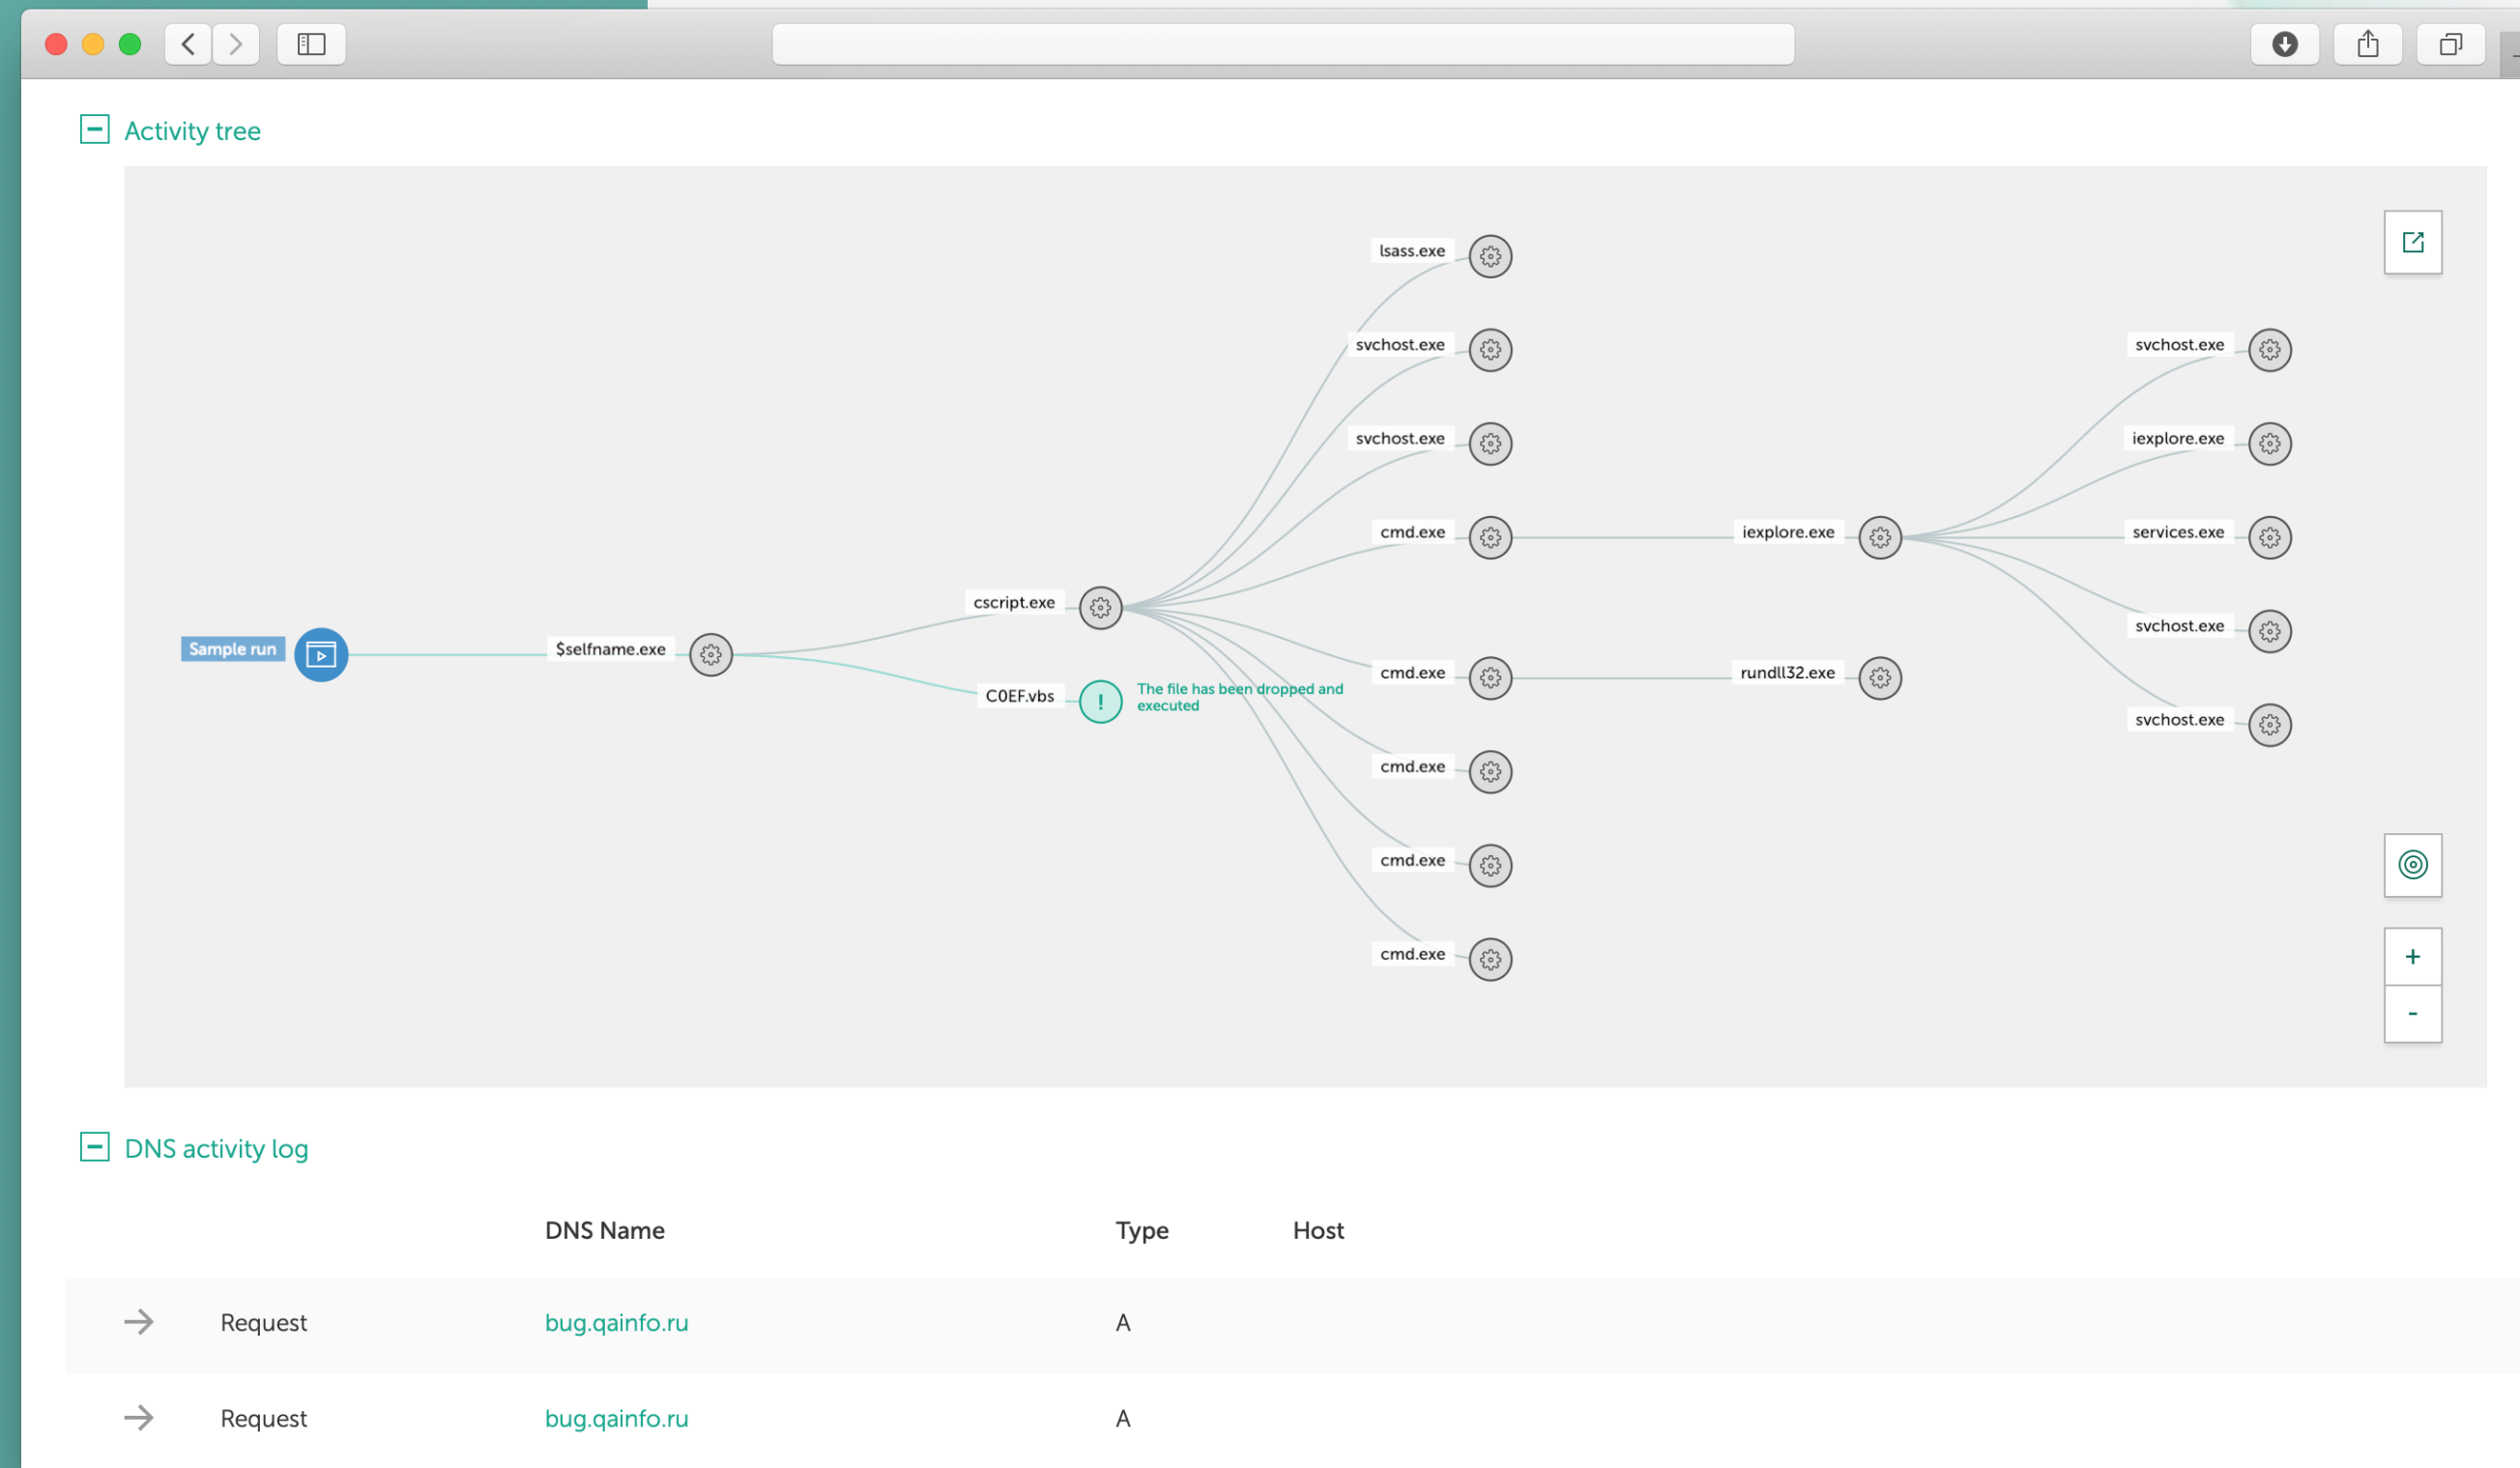 Activity tree
lsass.exe
svchost.exe
svchost.exe
svchost.exe
iexplore.exe
cmd.exe
iexplore.exe
services.exe
cscript.exe
svchost.exe
Sample run
$selfname.exe
cmd.exe
rundll32.exe
C0EF.vbs
!
The file has been dropped and
executed
svchost.exe
cmd.exe
cmd.exe
cmd.exe
+
-
DNS activity log
DNS Name Type Host
Request bug.qainfo.ru A
Request bug.qainfo.ru A